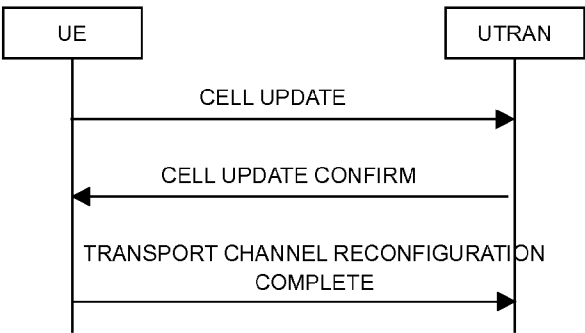 UE
UTRAN
CELL UPDATE
CELL UPDATE CONFIRM
TRANSPORT CHANNEL RECONFIGURATION
COMPLETE